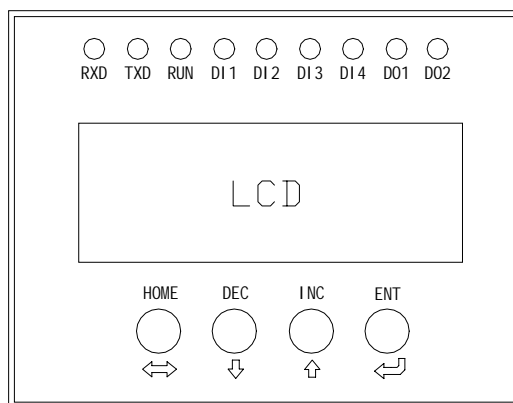 RXD TXD RUN DI1 DI2 DI3 DI4 DO1 DO2
LCD
HOME DEC INC ENT